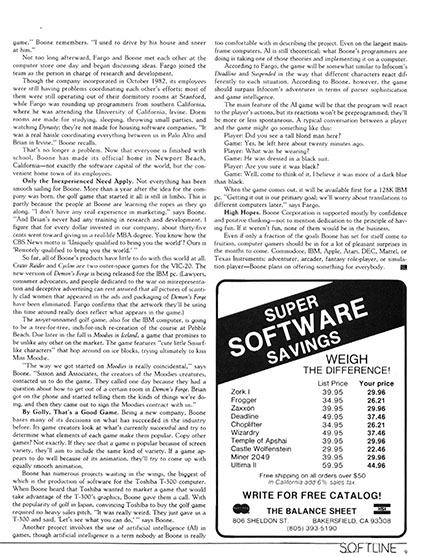 game," Boone remembers. "I used to drive by his house and sneer
at him."
Not too long afterward, Fargo and Boone met each other at the
computer store one day and began discussing ideas. Fargo joined the
team as the person in charge of research and development.
Though the company incorporated in October 1982, its employees
were still having problems coordinating each other's efforts: most of
them were still operating out of their dormitory rooms at Stanford,
while Fargo was rounding up programmers from southern California,
where he was attending the University of California, Irvine. Dorm
rooms are made for studying, sleeping, throwing small parties, and
watching Dynasty; they're not made for housing software companies. "It
was a real hassle coordinating everything between us in Palo Alto and
Brian in Irvine," Boone recalls.
That's no longer a problem. Now that everyone is finished with
school, Boone has made its official home in Newport Beach,
California—not exactly the software capital of the world, but the con-
venient home town of its employees.
Only the Inexperienced Need Apply. Not everything has been
smooth sailing for Boone. More than a year after the idea for the com-
pany was born, the golf game that started it all is still in limbo. This is
partly because the people at Boone are learning the ropes as they go
along. "I don't have any real experience in marketing," says Boone.
"And Brian's never had any training in research and development. I
figure that for every dollar invested in our company, about thirty-five
cents went toward giving us a reallife MBA degree. You know how the
CBS News motto is 'Uniquely qualified to bring you the world'? Ours is
'Remotely qualified to bring you the world.' "
So far, all of Boone's products have little to do with this world at all.
Crater Raider and Cyclon are two outer-space games for the VIC-20. The
new version of Demon's Forge is being released for the IBM pc. (Lawyers,
consumer advocates, and people dedicated to the war on misrepresenta-
tion and deceptive advertising can rest assured that all pictures of scanti-
ly clad women that appeared in the ads and packaging of Demon's Forge
have been eliminated. Fargo confirms that the artwork they'll be using
this time around really does reflect what appears in the game.)
The as-yet-unnamed golf game, also for the IBM computer, is going
to be a tree-for-tree, inch-for-inch re-creation of the course at Pebble
Beach. Due later in the fall is Moodies in Iceland, a game that promises to
be unlike any other on the market. The game features "cute little Smurf-
like characters" that hop around on ice blocks, trying ultimately to kiss
Miss Moodie.
"The way we got started on Moodies is really coincidental," says
Boone. "Simon and Associates, the creators of the Moodies creatures,
contacted us to do the game. They called one day because they had a
question about how to get out of a certain room in Demon's Forge. Brian
got on the phone and started telling them the kinds of things we're do-
ing, and then they came out to sign the Moodies contract with us."
By Golly, That's a Good Game. Being a new company, Boone
bases many of its decisions on what has succeeded in the industry
before. Its game creators look at what's currently successful and try to
determine what elements of each game make them popular. Copy other
games? Not exactly. If they see that a game is popular because of screen
variety, they'll aim to include the same kind of variety. If a game ap-
pears to do well because of its animation, they'll try to come up with
equally smooth animation.
Boone has numerous projects waiting in the wings, the biggest of
which is the production of software for the Toshiba T-300 computer.
When Boone heard that Toshiba wanted to market a game that would
take advantage of the T-300's graphics, Boone gave them a call. With
the popularity of golf in Japan, convincing Toshiba to buy the golf game
required no heavy sales pitch. "It was really weird. They just gave us a
T-300 and said, 'Let's see what you can do,' " says Boone.
Another project involves the use of artificial intelligence (AI) in
games, though artificial intelligence is a term nobody at Boone is really
too comfortable with in describing the project. Even on the largest main-
frame computers, AI is still theoretical; what Boone's programmers are
doing is taking one of those theories and implementing it on a computer.
According to Fargo, the game will be somewhat similar to Infocom's
Deadline and Suspended in the way that different characters react dif-
ferently to each situation. According to Boone, however, the game
should surpass Infocom's adventures in terms of parser sophistication
and game intelligence.
The main feature of the AI game will be that the program will react
to the player's actions, but its reactions won't be preprogrammed; they'll
be more or less spontaneous. A typical conversation between a player
and the game might go something like this:
Player: Did you see a tall blond man here?
Game: Yes, he left here about twenty minutes ago.
Player: What was he wearing?
Game: He was dressed in a black suit.
Player: Are you sure it was black?
Game: Well, come to think of it, I believe it was more of a dark blue
than black.
When the game comes out, it will be available first for a 128K IBM
pc. "Getting it out is our primary goal; we'll worry about translations to
different computers later," says Fargo.
High Hopes. Boone Corporation is supported mostly by confidence
and positive thinking—not to mention dedication to the principle of hav-
ing fun. If it weren't fun, none of them would be in the business.
Even if only a fraction of the goals Boone has set for itself come to
fruition, computer gamers should be in for a lot of pleasant surprises in
the months to come. Commodore, IBM, Apple, Atari, DEC, Mattel, or
Texas Instruments; adventurer, arcader, fantasy role-player, or simula-
tion player—Boone plans on offering something for everybody.
SUPER
SOFTWARE
SAVINGS
WEIGH
THE DIFFERENCE!
List Price Your price
Zork I 39.95 29.96
Frogger 34.95 26.21
Zaxxon 39.95 29.96
Deadline 49.95 37.46
Choplifter 34.95 26.21
Wizardry 49.95 37.46
Temple of Apshai 39.95 29.96
Castle Wolfenstein 29.95 22.46
Miner 2049 39.95 29.96
Ultima II 59.95 44.96
Free shipping on all orders over $50
in California add 6% sales tax
WRITE FOR FREE CATALOG!
THE BALANCE SHEET
806 SHELDON ST. BAKERSFIELD, CA 93308
(805) 393-5190
SOFTLINE